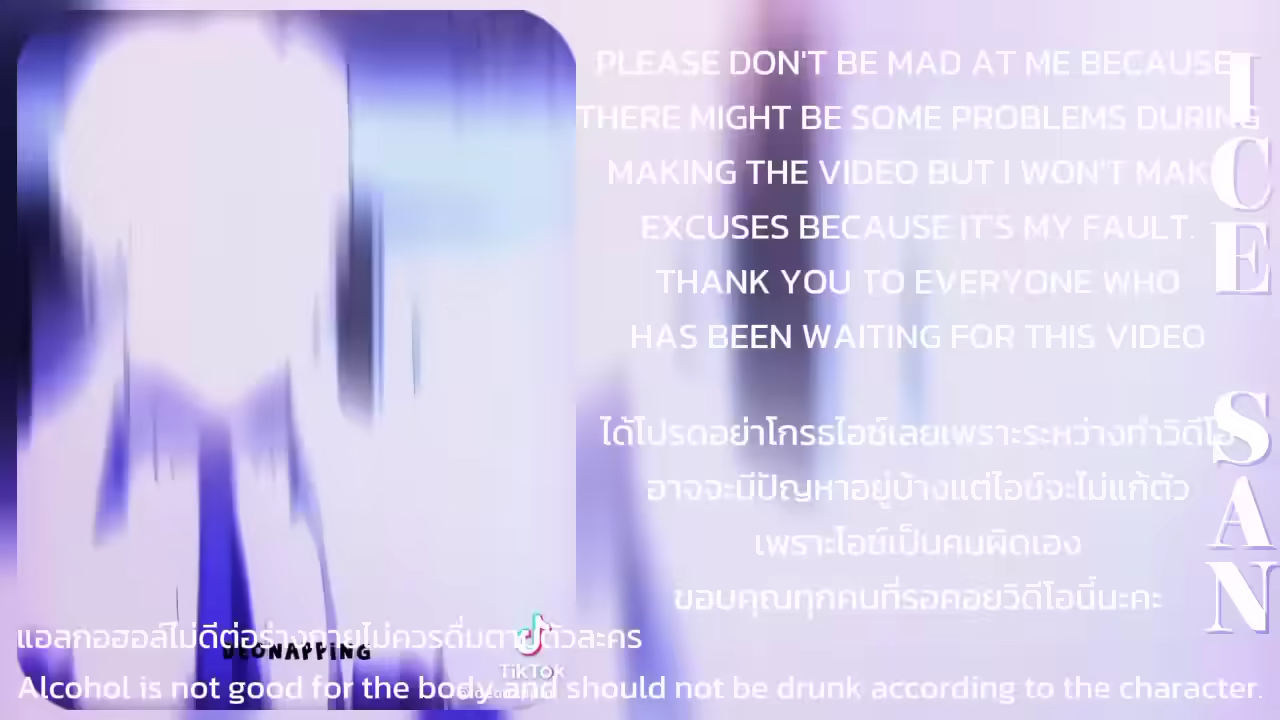 PLEASE DON'T BE MAD AT ME BECAUSE
THERE MIGHT BE SOME PROBLEMS DURING
MAKING THE VIDEO BUT I WON'T MAKE
EXCUSES BECAUSE IT'S MY FAULT.
THANK YOU TO EVERYONE WHO
HAS BEEN WAITING FOR THIS VIDEO
ได้โปรดอย่าโกรธไอซ์เลยเพราะระหว่างทำวิดีโอ
อาจจะมีปัญหาอยู่บ้างแต่ไอซ์จะไม่แก้ตัว
เพราะไอซ์เป็นคนผิดเอง
ขอบคุณทุกคนที่รอคอยวิดีโอนี้นะคะ
ICE SAN
แอลกอฮอล์ไม่ดีต่อร่างกายไม่ควรดื่มตามตัวละคร
TikTok
Alcohol is not good for the body and should not be drunk according to the character.